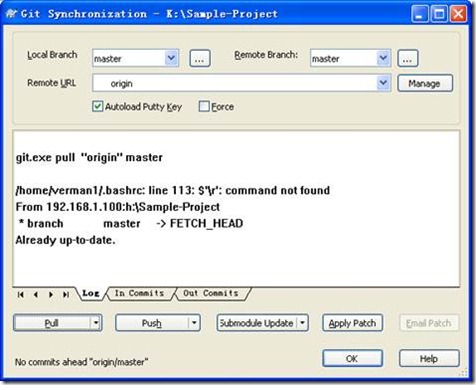 Git Synchronization - K:\Sample-Project
Local Branch master ... Remote Branch: master ...
Remote URL origin Manage
Autoload Putty Key Force
git.exe pull "origin" master
/home/verman1/.bashrc: line 113: $'\r': command not found
From 192.168.1.100:h:\Sample-Project
* branch master -> FETCH_HEAD
Already up-to-date.
Log In Commits Out Commits
Pull Push Submodule Update Apply Patch Email Patch
No commits ahead "origin/master" OK Help